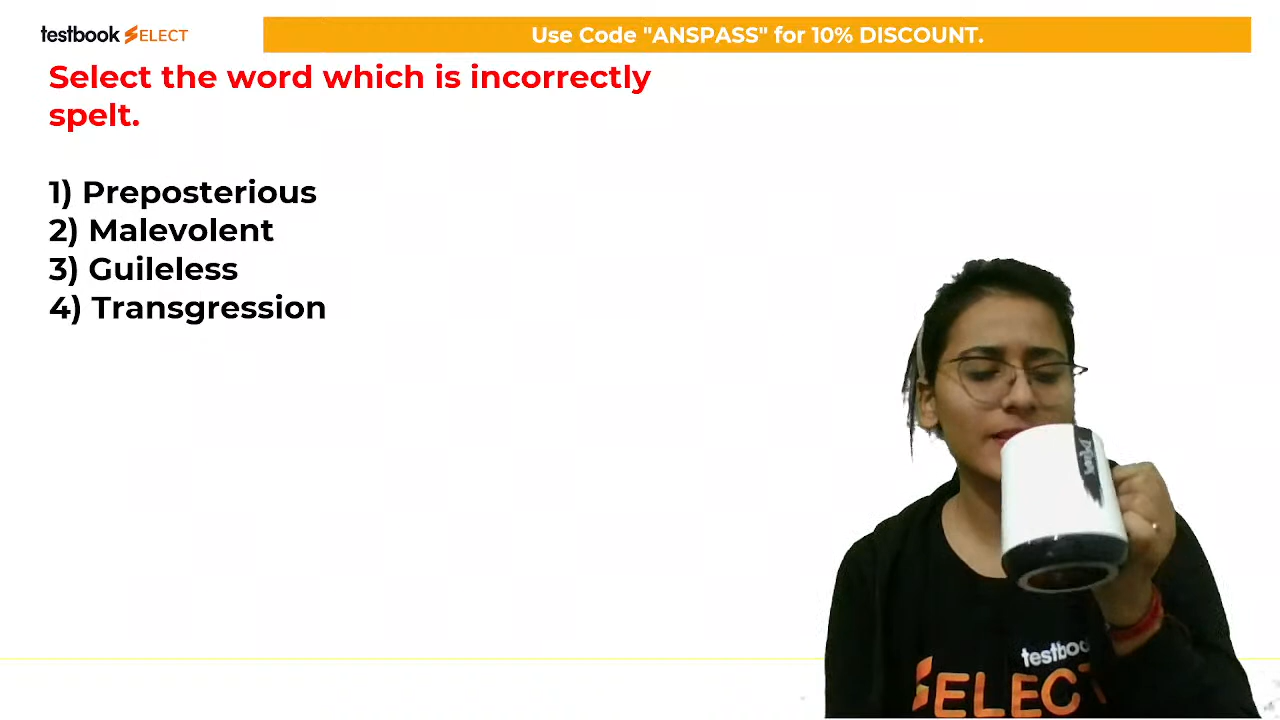 testbook SELECT
Use Code "ANSPASS" for 10% DISCOUNT.
Select the word which is incorrectly
spelt.
1) Preposterious
2) Malevolent
3) Guileless
4) Transgression
testboo
SELECT